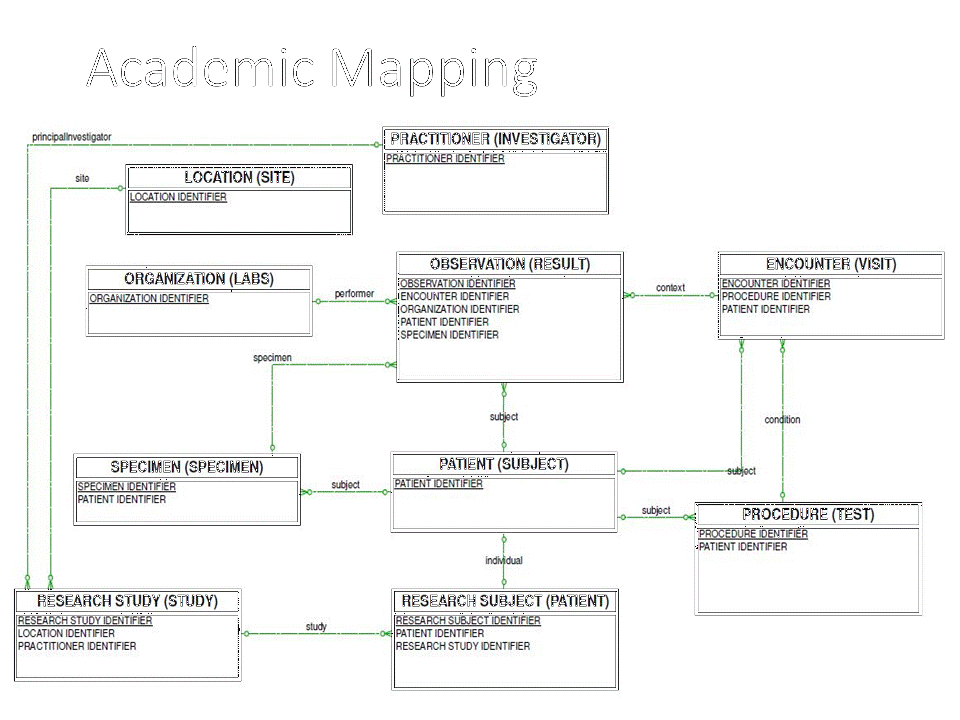 Academic Mapping
principalInvestigator
PRACTITIONER (INVESTIGATOR)
PRACTITIONER IDENTIFIER
site
LOCATION (SITE)
LOCATION IDENTIFIER
ORGANIZATION (LABS)
ORGANIZATION IDENTIFIER
performer
OBSERVATION (RESULT)
OBSERVATION IDENTIFIER
ENCOUNTER IDENTIFIER
ORGANIZATION IDENTIFIER
PATIENT IDENTIFIER
SPECIMEN IDENTIFIER
context
ENCOUNTER (VISIT)
ENCOUNTER IDENTIFIER
PROCEDURE IDENTIFIER
PATIENT IDENTIFIER
specimen
subject
condition
SPECIMEN (SPECIMEN)
SPECIMEN IDENTIFIER
PATIENT IDENTIFIER
subject
PATIENT (SUBJECT)
PATIENT IDENTIFIER
subject
subject
PROCEDURE (TEST)
PROCEDURE IDENTIFIER
PATIENT IDENTIFIER
individual
RESEARCH STUDY (STUDY)
RESEARCH STUDY IDENTIFIER
LOCATION IDENTIFIER
PRACTITIONER IDENTIFIER
study
RESEARCH SUBJECT (PATIENT)
RESEARCH SUBJECT IDENTIFIER
PATIENT IDENTIFIER
RESEARCH STUDY IDENTIFIER